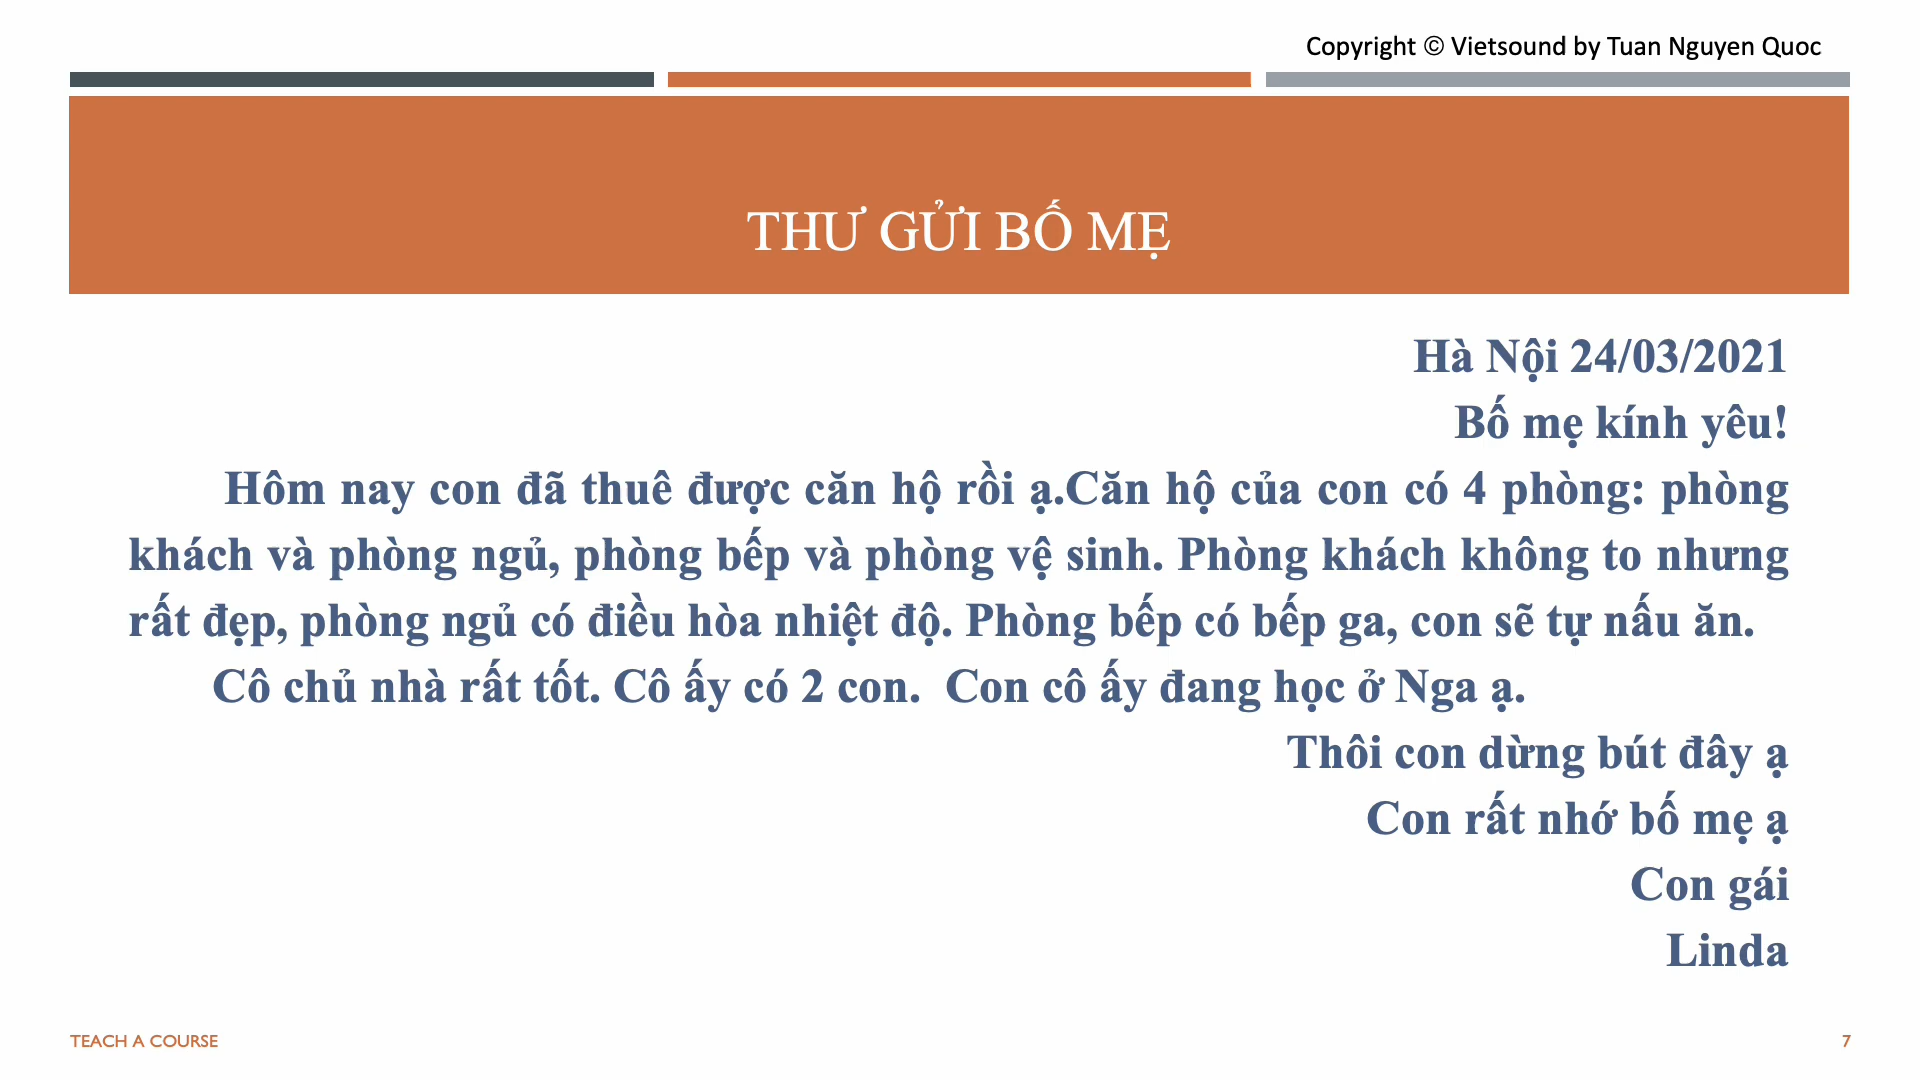 Copyright © Vietsound by Tuan Nguyen Quoc
THƯ GỬI BỐ MẸ
Hà Nội 24/03/2021
Bố mẹ kính yêu!
Hôm nay con đã thuê được căn hộ rồi ạ.Căn hộ của con có 4 phòng: phòng
khách và phòng ngủ, phòng bếp và phòng vệ sinh. Phòng khách không to nhưng
rất đẹp, phòng ngủ có điều hòa nhiệt độ. Phòng bếp có bếp ga, con sẽ tự nấu ăn.
Cô chủ nhà rất tốt. Cô ấy có 2 con.  Con cô ấy đang học ở Nga ạ.
Thôi con dừng bút đây ạ
Con rất nhớ bố mẹ ạ
Con gái
Linda
TEACH A COURSE
7